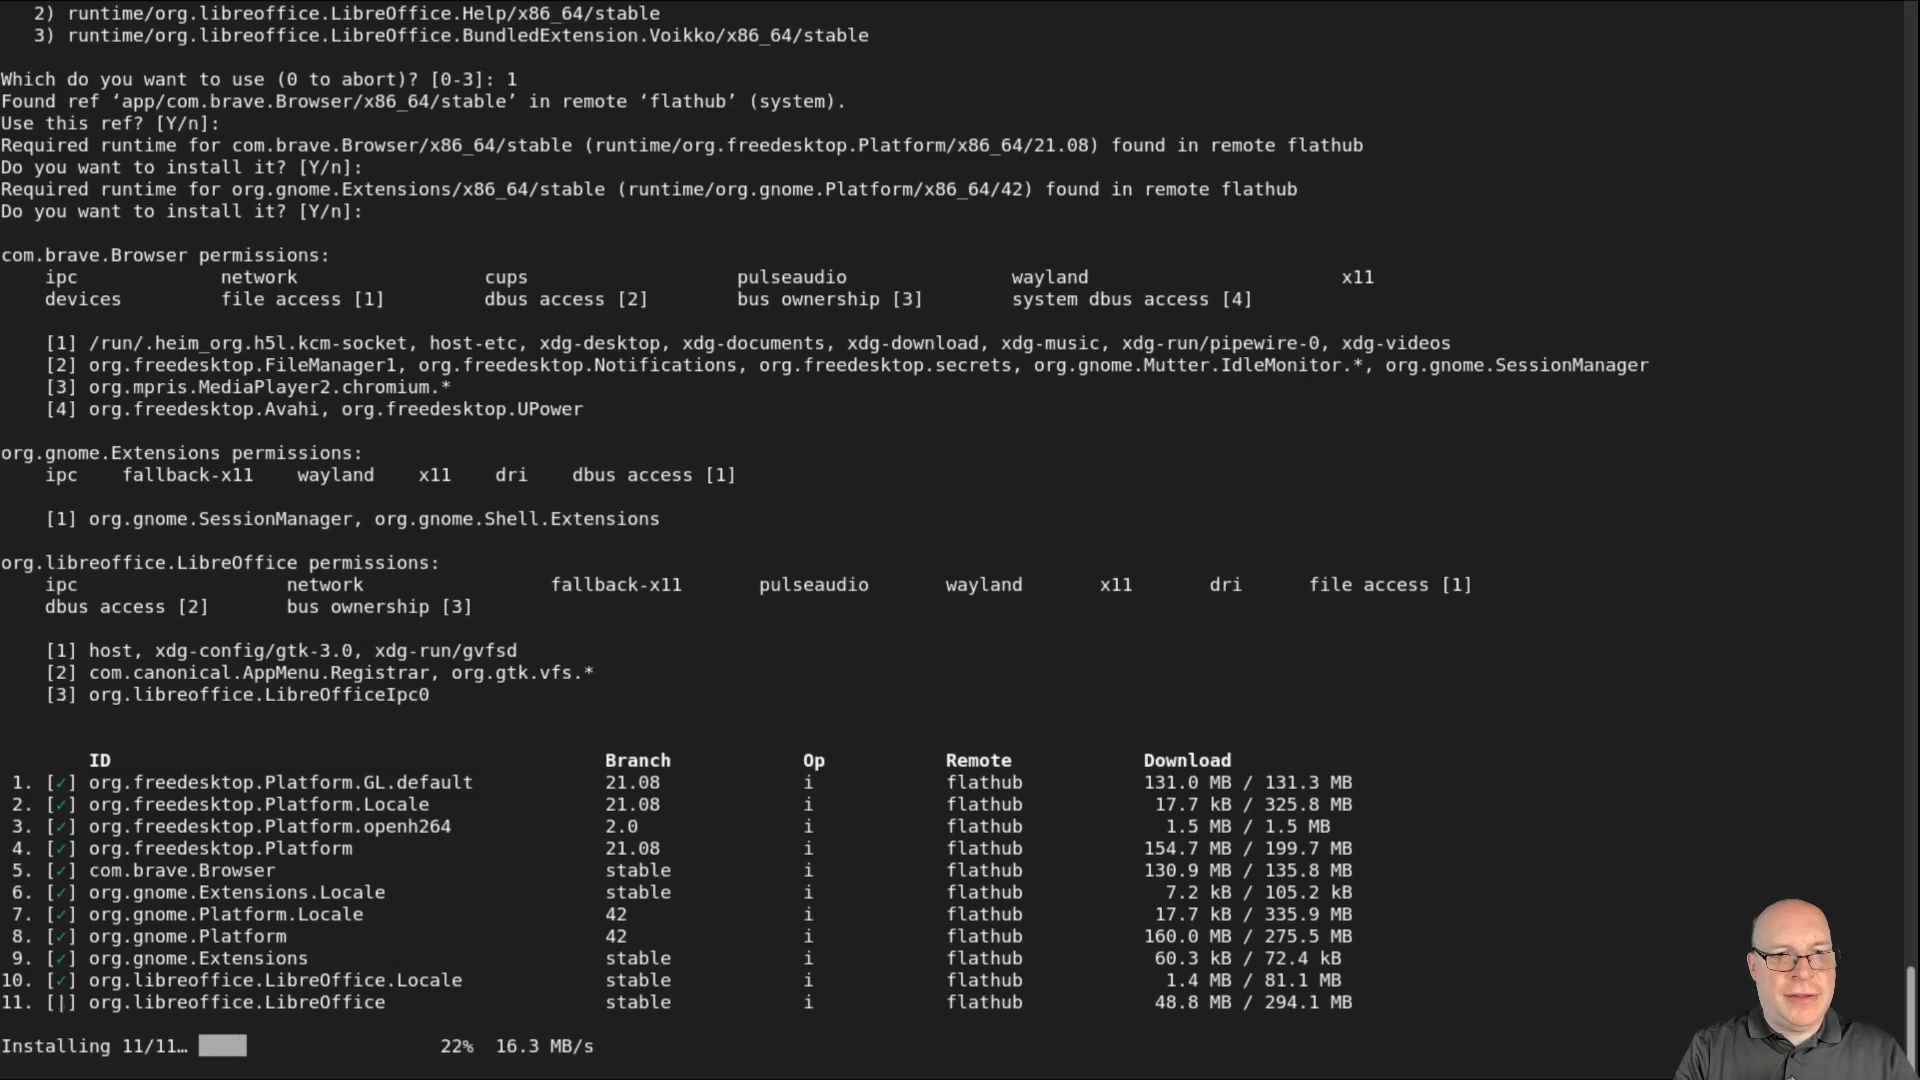 2) runtime/org.libreoffice.LibreOffice.Help/x86_64/stable
3) runtime/org.libreoffice.LibreOffice.BundledExtension.Voikko/x86_64/stable
Which do you want to use (0 to abort)? [0-3]: 1
Found ref ‘app/com.brave.Browser/x86_64/stable’ in remote ‘flathub’ (system).
Use this ref? [Y/n]:
Required runtime for com.brave.Browser/x86_64/stable (runtime/org.freedesktop.Platform/x86_64/21.08) found in remote flathub
Do you want to install it? [Y/n]:
Required runtime for org.gnome.Extensions/x86_64/stable (runtime/org.gnome.Platform/x86_64/42) found in remote flathub
Do you want to install it? [Y/n]:
com.brave.Browser permissions:
ipc network cups pulseaudio wayland x11
devices file access [1] dbus access [2] bus ownership [3] system dbus access [4]
[1] /run/.heim_org.h5l.kcm-socket, host-etc, xdg-desktop, xdg-documents, xdg-download, xdg-music, xdg-run/pipewire-0, xdg-videos
[2] org.freedesktop.FileManager1, org.freedesktop.Notifications, org.freedesktop.secrets, org.gnome.Mutter.IdleMonitor.*, org.gnome.SessionManager
[3] org.mpris.MediaPlayer2.chromium.*
[4] org.freedesktop.Avahi, org.freedesktop.UPower
org.gnome.Extensions permissions:
ipc fallback-x11 wayland x11 dri dbus access [1]
[1] org.gnome.SessionManager, org.gnome.Shell.Extensions
org.libreoffice.LibreOffice permissions:
ipc network fallback-x11 pulseaudio wayland x11 dri file access [1]
dbus access [2] bus ownership [3]
[1] host, xdg-config/gtk-3.0, xdg-run/gvfsd
[2] com.canonical.AppMenu.Registrar, org.gtk.vfs.*
[3] org.libreoffice.LibreOfficeIpc0
ID Branch Op Remote Download
1. [✓] org.freedesktop.Platform.GL.default 21.08 i flathub 131.0 MB / 131.3 MB
2. [✓] org.freedesktop.Platform.Locale 21.08 i flathub 17.7 kB / 325.8 MB
3. [✓] org.freedesktop.Platform.openh264 2.0 i flathub 1.5 MB / 1.5 MB
4. [✓] org.freedesktop.Platform 21.08 i flathub 154.7 MB / 199.7 MB
5. [✓] com.brave.Browser stable i flathub 130.9 MB / 135.8 MB
6. [✓] org.gnome.Extensions.Locale stable i flathub 7.2 kB / 105.2 kB
7. [✓] org.gnome.Platform.Locale 42 i flathub 17.7 kB / 335.9 MB
8. [✓] org.gnome.Platform 42 i flathub 160.0 MB / 275.5 MB
9. [✓] org.gnome.Extensions stable i flathub 60.3 kB / 72.4 kB
10. [✓] org.libreoffice.LibreOffice.Locale stable i flathub 1.4 MB / 81.1 MB
11. [|] org.libreoffice.LibreOffice stable i flathub 48.8 MB / 294.1 MB
Installing 11/11… 22% 16.3 MB/s